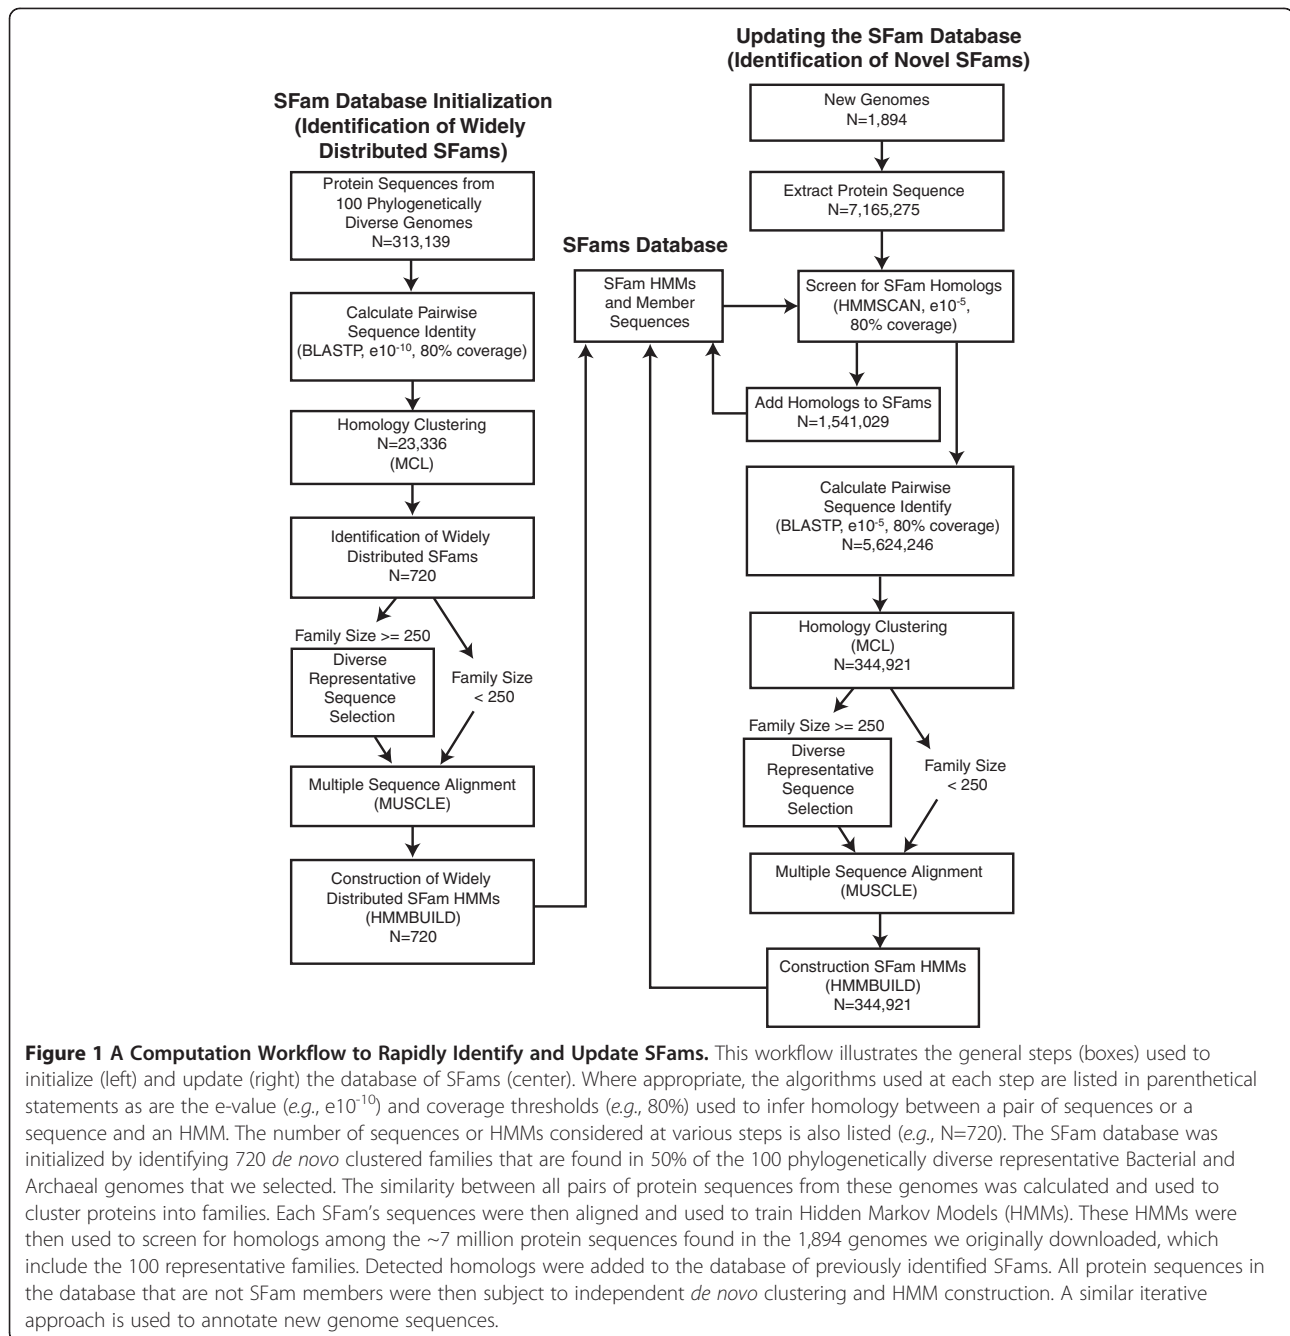 SFam Database Initialization
(Identification of Widely
Distributed SFams)
Protein Sequences from
100 Phylogenetically
Diverse Genomes
N=313,139
Calculate Pairwise
Sequence Identity
(BLASTP, e10-10, 80% coverage)
Homology Clustering
N=23,336
(MCL)
Identification of Widely
Distributed SFams
N=720
Family Size >= 250
Diverse
Representative
Sequence
Selection
Family Size
< 250
Multiple Sequence Alignment
(MUSCLE)
Construction of Widely
Distributed SFam HMMs
(HMMBUILD)
N=720
SFams Database
SFam HMMs
and Member
Sequences
Updating the SFam Database
(Identification of Novel SFams)
New Genomes
N=1,894
Extract Protein Sequence
N=7,165,275
Screen for SFam Homologs
(HMMSCAN, e10-5,
80% coverage)
Add Homologs to SFams
N=1,541,029
Calculate Pairwise
Sequence Identify
(BLASTP, e10-5, 80% coverage)
N=5,624,246
Homology Clustering
(MCL)
N=344,921
Family Size >= 250
Diverse
Representative
Sequence
Selection
Family Size
< 250
Multiple Sequence Alignment
(MUSCLE)
Construction SFam HMMs
(HMMBUILD)
N=344,921
Figure 1 A Computation Workflow to Rapidly Identify and Update SFams. This workflow illustrates the general steps (boxes) used to
initialize (left) and update (right) the database of SFams (center). Where appropriate, the algorithms used at each step are listed in parenthetical
statements as are the e-value (e.g., e10-10) and coverage thresholds (e.g., 80%) used to infer homology between a pair of sequences or a
sequence and an HMM. The number of sequences or HMMs considered at various steps is also listed (e.g., N=720). The SFam database was
initialized by identifying 720 de novo clustered families that are found in 50% of the 100 phylogenetically diverse representative Bacterial and
Archaeal genomes that we selected. The similarity between all pairs of protein sequences from these genomes was calculated and used to
cluster proteins into families. Each SFam's sequences were then aligned and used to train Hidden Markov Models (HMMs). These HMMs were
then used to screen for homologs among the ~7 million protein sequences found in the 1,894 genomes we originally downloaded, which
include the 100 representative families. Detected homologs were added to the database of previously identified SFams. All protein sequences in
the database that are not SFam members were then subject to independent de novo clustering and HMM construction. A similar iterative
approach is used to annotate new genome sequences.